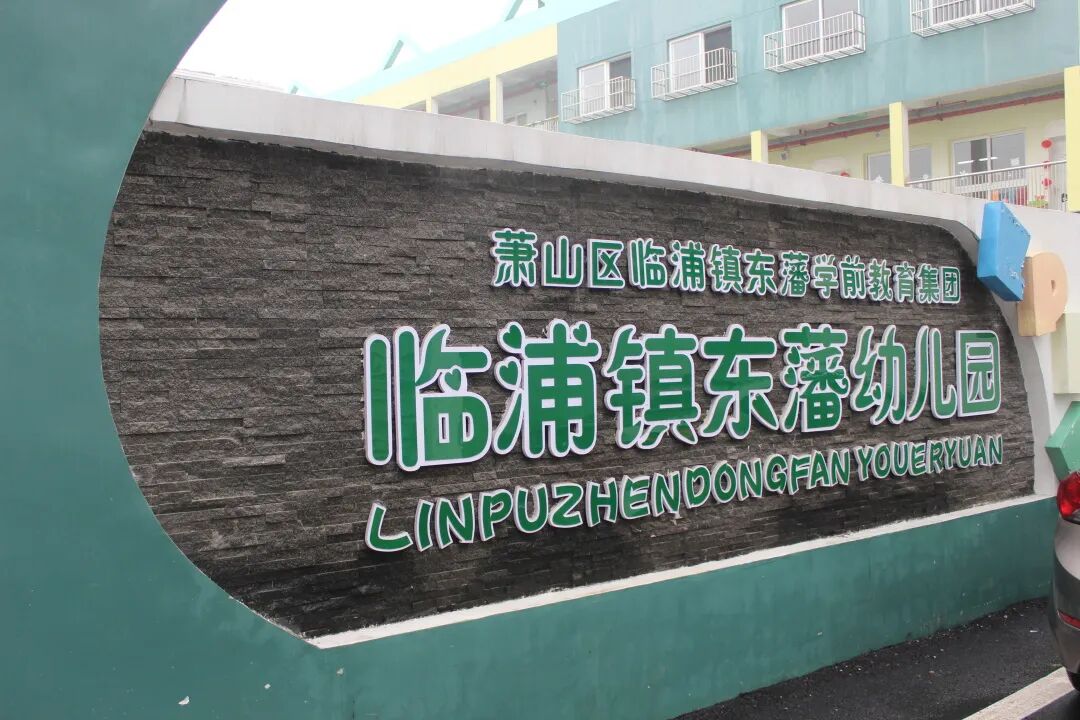 萧山区临浦镇东藩学前教育集团
临浦镇东藩幼儿园
LINPUZHENDONGFAN YOUERYUAN